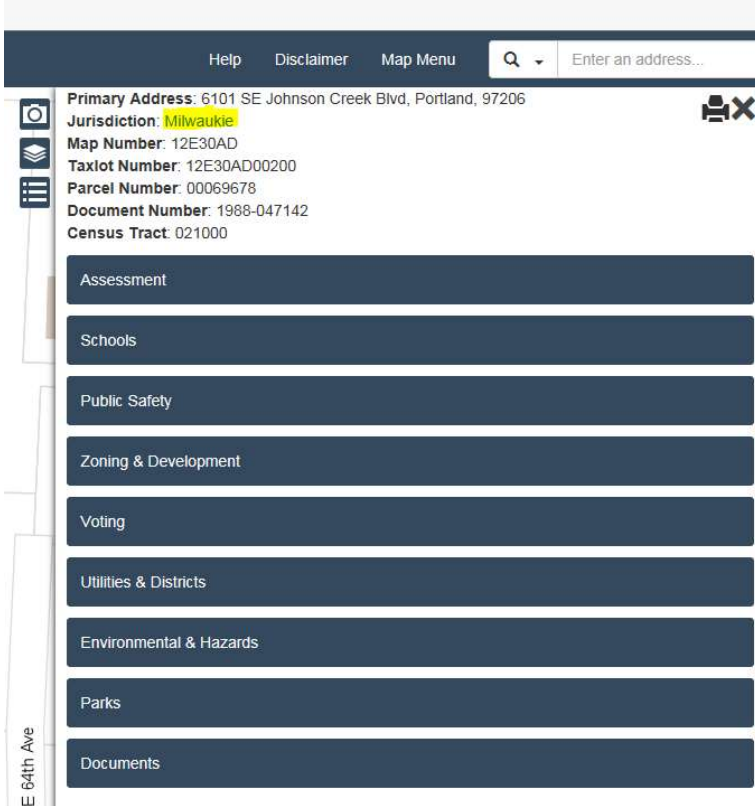 Help Disclaimer Map Menu Enter an address...
Primary Address: 6101 SE Johnson Creek Blvd, Portland, 97206
Jurisdiction: Milwaukie
Map Number: 12E30AD
Taxlot Number: 12E30AD00200
Parcel Number: 00069678
Document Number: 1988-047142
Census Tract: 021000
Assessment
Schools
Public Safety
Zoning & Development
Voting
Utilities & Districts
Environmental & Hazards
Parks
Documents
E 64th Ave